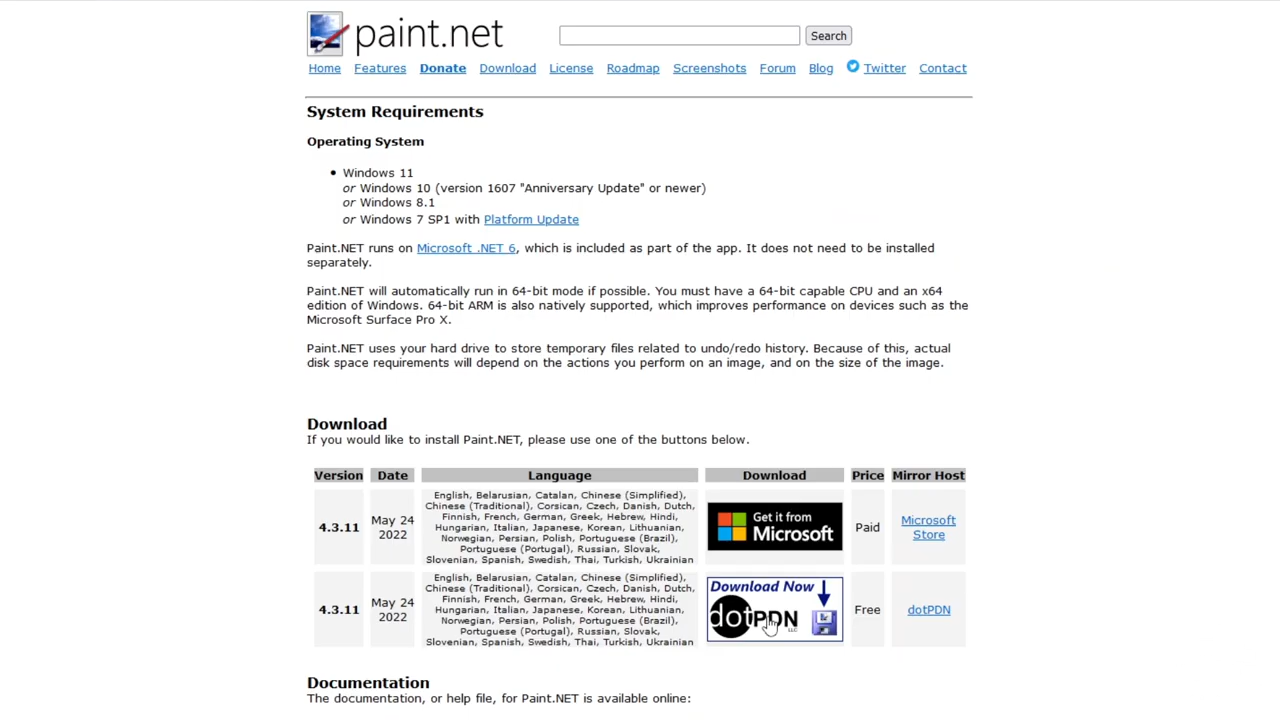 paint.net
Search
Home Features Donate Download License Roadmap Screenshots Forum Blog Twitter Contact
System Requirements
Operating System
Windows 11
or Windows 10 (version 1607 "Anniversary Update" or newer)
or Windows 8.1
or Windows 7 SP1 with Platform Update
Paint.NET runs on Microsoft .NET 6, which is included as part of the app. It does not need to be installed
separately.
Paint.NET will automatically run in 64-bit mode if possible. You must have a 64-bit capable CPU and an x64
edition of Windows. 64-bit ARM is also natively supported, which improves performance on devices such as the
Microsoft Surface Pro X.
Paint.NET uses your hard drive to store temporary files related to undo/redo history. Because of this, actual
disk space requirements will depend on the actions you perform on an image, and on the size of the image.
Download
If you would like to install Paint.NET, please use one of the buttons below.
Version Date Language Download Price Mirror Host
4.3.11
May 24
2022
English, Belarusian, Catalan, Chinese (Simplified),
Chinese (Traditional), Corsican, Czech, Danish, Dutch,
Finnish, French, German, Greek, Hebrew, Hindi,
Hungarian, Italian, Japanese, Korean, Lithuanian,
Norwegian, Persian, Polish, Portuguese (Brazil),
Portuguese (Portugal), Russian, Slovak,
Slovenian, Spanish, Swedish, Thai, Turkish, Ukrainian
Get it from
Microsoft
Paid
Microsoft
Store
4.3.11
May 24
2022
English, Belarusian, Catalan, Chinese (Simplified),
Chinese (Traditional), Corsican, Czech, Danish, Dutch,
Finnish, French, German, Greek, Hebrew, Hindi,
Hungarian, Italian, Japanese, Korean, Lithuanian,
Norwegian, Persian, Polish, Portuguese (Brazil),
Portuguese (Portugal), Russian, Slovak,
Slovenian, Spanish, Swedish, Thai, Turkish, Ukrainian
Download Now
dotPDN
LLC
Free
dotPDN
Documentation
The documentation, or help file, for Paint.NET is available online: